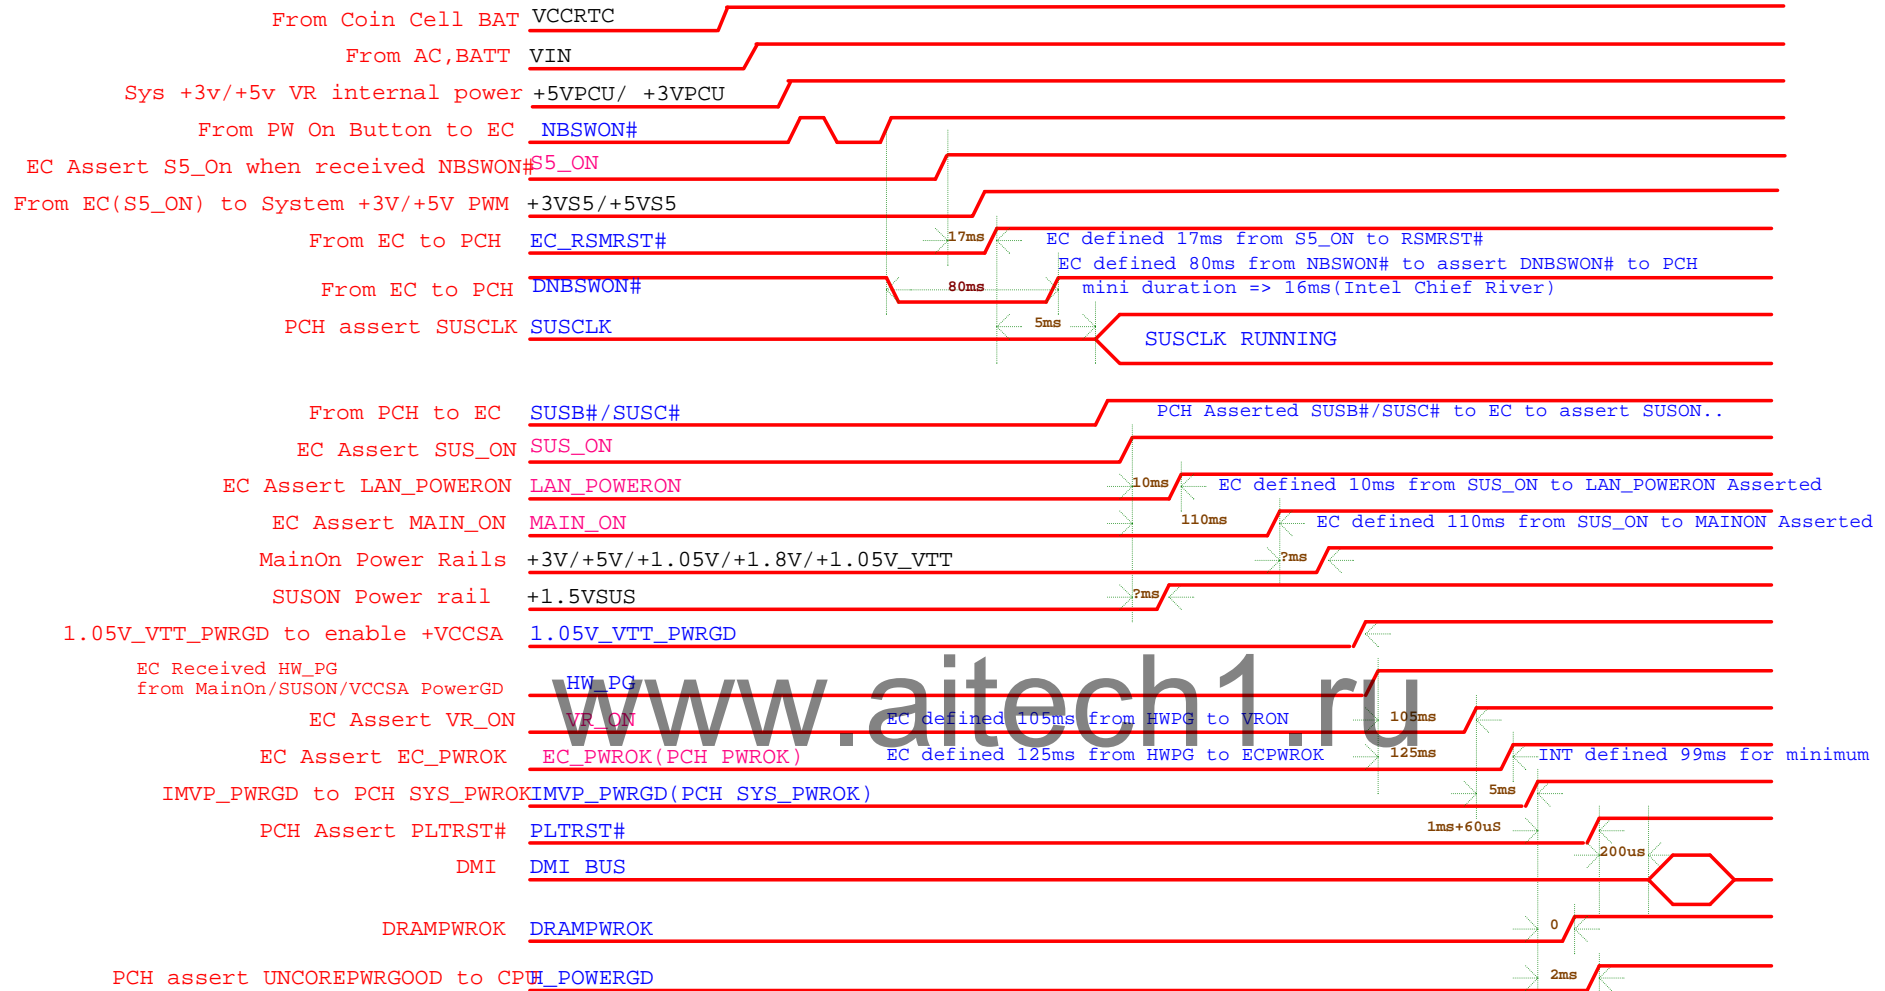 From Coin Cell BAT VCCRTC
From AC,BATT VIN
Sys +3v/+5v VR internal power +5VPCU/ +3VPCU
From PW On Button to EC NBSWON#
EC Assert S5_On when received NBSWON# S5_ON
From EC(S5_ON) to System +3V/+5V PWM +3VS5/+5VS5
From EC to PCH EC_RSMRST# 17ms EC defined 17ms from S5_ON to RSMRST#
EC defined 80ms from NBSWON# to assert DNBSWON# to PCH
From EC to PCH DNBSWON# 80ms mini duration => 16ms(Intel Chief River)
PCH assert SUSCLK SUSCLK 5ms SUSCLK RUNNING
From PCH to EC SUSB#/SUSC# PCH Asserted SUSB#/SUSC# to EC to assert SUSON..
EC Assert SUS_ON SUS_ON
EC Assert LAN_POWERON LAN_POWERON 10ms EC defined 10ms from SUS_ON to LAN_POWERON Asserted
EC Assert MAIN_ON MAIN_ON 110ms EC defined 110ms from SUS_ON to MAINON Asserted
MainOn Power Rails +3V/+5V/+1.05V/+1.8V/+1.05V_VTT ?ms
SUSON Power rail +1.5VSUS ?ms
1.05V_VTT_PWRGD to enable +VCCSA 1.05V_VTT_PWRGD
EC Received HW_PG
from MainOn/SUSON/VCCSA PowerGD HW_PG
www.aitech1.ru
EC Assert VR_ON VR_ON EC defined 105ms from HWPG to VRON 105ms
EC Assert EC_PWROK EC_PWROK(PCH PWROK) EC defined 125ms from HWPG to ECPWROK 125ms INT defined 99ms for minimum
IMVP_PWRGD to PCH SYS_PWROK IMVP_PWRGD(PCH SYS_PWROK) 5ms
PCH Assert PLTRST# PLTRST# 1ms+60uS
DMI DMI BUS 200us
DRAMPWROK DRAMPWROK 0
PCH assert UNCOREPWRGOOD to CPU H_POWERGD 2ms